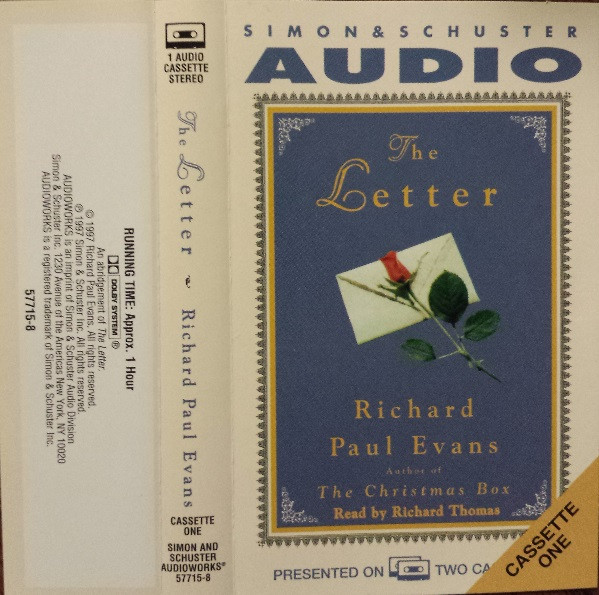 RUNNING TIME: Approx. 1 Hour
DOLBY SYSTEM ®
An abridgement of The Letter.
© 1997 Richard Paul Evans. All rights reserved.
℗ 1997 Simon & Schuster Inc. All rights reserved.
AUDIOWORKS is an imprint of Simon & Schuster Audio Division
Simon & Schuster Inc. 1230 Avenue of the Americas New York, NY 10020
AUDIOWORKS is a registered trademark of Simon & Schuster Inc.
57715-8
1 AUDIO
CASSETTE
STEREO
The Letter ~ Richard Paul Evans
CASSETTE
ONE
SIMON AND
SCHUSTER
AUDIOWORKS®
57715-8
SIMON & SCHUSTER
AUDIO
The
Letter
Richard
Paul Evans
Author of
The Christmas Box
Read by Richard Thomas
PRESENTED ON TWO CA
CASSETTE
ONE